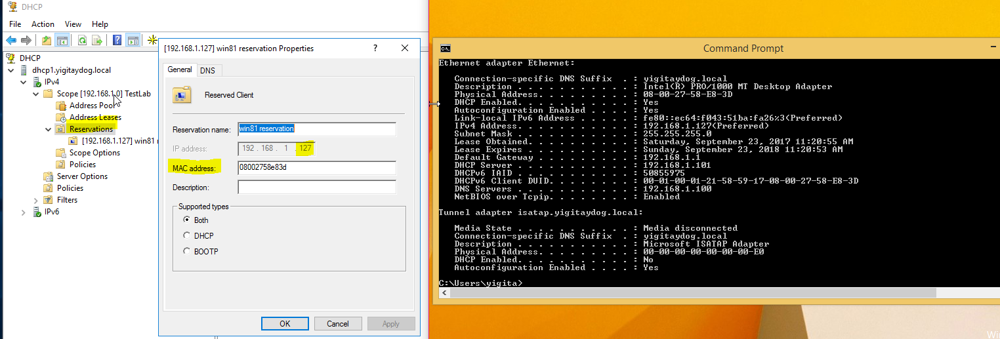 DHCP
File Action View Help
DHCP
dhcp1.yigitaydog.local
IPv4
Scope [192.168.1.0] TestLab
Address Pool
Address Leases
Reservations
[192.168.1.127] win81
Scope Options
Policies
Server Options
Policies
Filters
IPv6
[192.168.1.127] win81 reservation Properties
?
General DNS
Reserved Client
Reservation name: win81 reservation
IP address: 192 . 168 . 1 . 127
MAC address: 08002758e83d
Description:
Supported types
Both
DHCP
BOOTP
OK Cancel Apply
C:\.
Command Prompt
Ethernet adapter Ethernet:
Connection-specific DNS Suffix . : yigitaydog.local
Description . . . . . . . . . . . : Intel(R) PRO/1000 MT Desktop Adapter
Physical Address. . . . . . . . . : 08-00-27-58-E8-3D
DHCP Enabled. . . . . . . . . . . : Yes
Autoconfiguration Enabled . . . . : Yes
Link-local IPv6 Address . . . . . : fe80::ec64:f043:51ba:fa26%3(Preferred)
IPv4 Address. . . . . . . . . . . : 192.168.1.127(Preferred)
Subnet Mask . . . . . . . . . . . : 255.255.255.0
Lease Obtained. . . . . . . . . . : Saturday, September 23, 2017 11:20:55 AM
Lease Expires . . . . . . . . . . : Sunday, September 23, 2018 11:20:53 AM
Default Gateway . . . . . . . . . : 192.168.1.1
DHCP Server . . . . . . . . . . . : 192.168.1.101
DHCPv6 IAID . . . . . . . . . . . : 50855975
DHCPv6 Client DUID. . . . . . . . : 00-01-00-01-21-58-59-17-08-00-27-58-E8-3D
DNS Servers . . . . . . . . . . . : 192.168.1.100
NetBIOS over Tcpip. . . . . . . . : Enabled
Tunnel adapter isatap.yigitaydog.local:
Media State . . . . . . . . . . . : Media disconnected
Connection-specific DNS Suffix . : yigitaydog.local
Description . . . . . . . . . . . : Microsoft ISATAP Adapter
Physical Address. . . . . . . . . : 00-00-00-00-00-00-00-E0
DHCP Enabled. . . . . . . . . . . : No
Autoconfiguration Enabled . . . . : Yes
C:\Users\yigita>